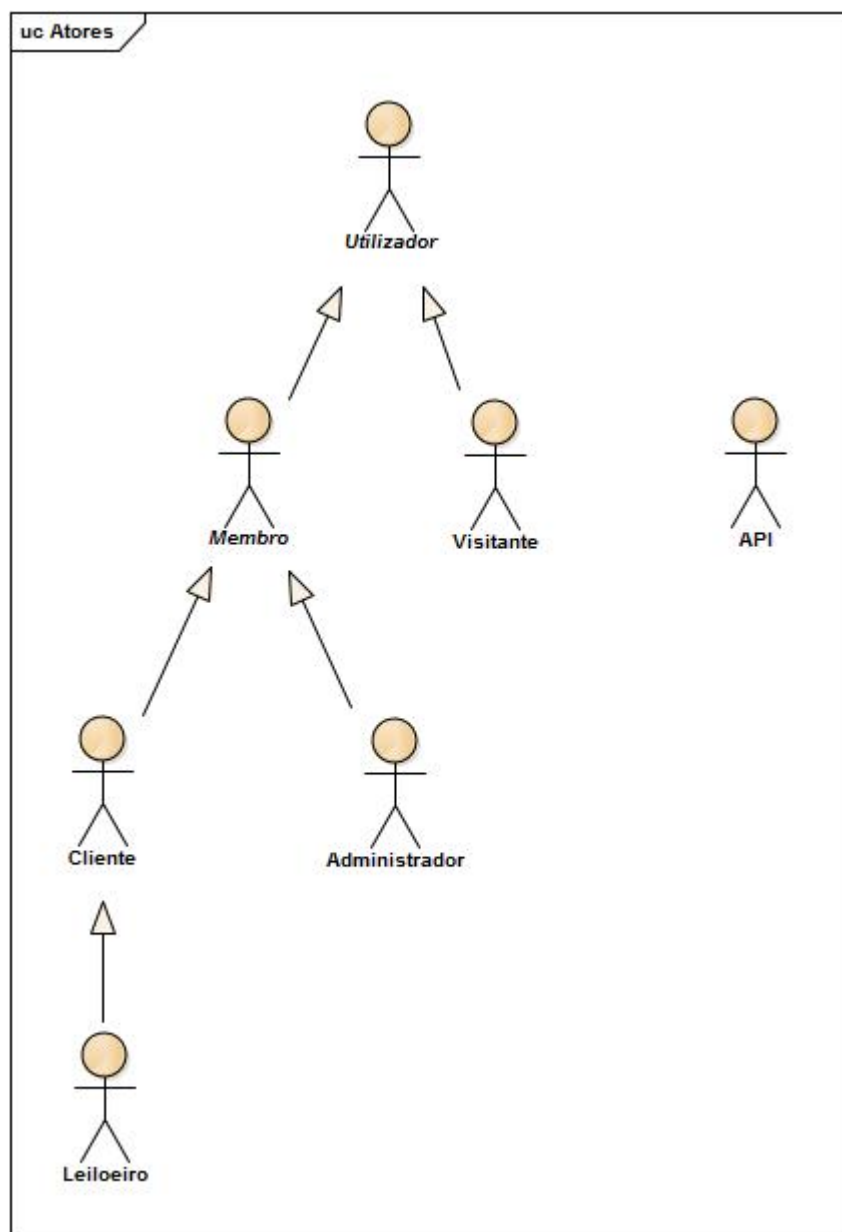 uc Atores
Utilizador
Membro
Visitante
API
Cliente
Administrador
Leiloeiro